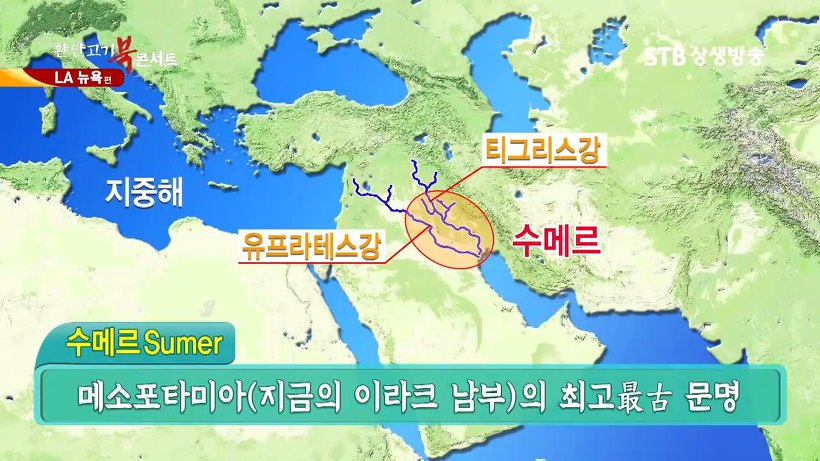 환단고기 북 콘서트
LA 뉴욕 편
STB 상생방송
티그리스강
지중해
수메르
유프라테스강
수메르 Sumer
메소포타미아(지금의 이라크 남부)의 최고最古 문명